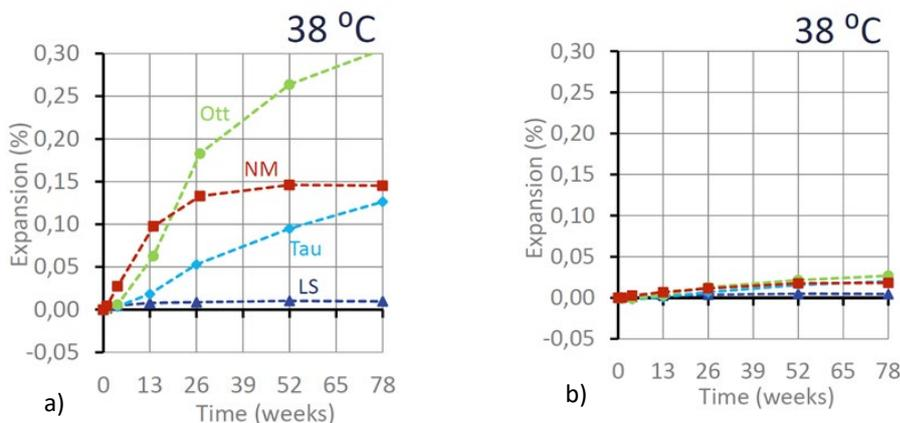 38 ⁰C
0,30
0,25
0,20
0,15
0,10
0,05
0,00
-0,05
Expansion (%)
Ott
NM
Tau
LS
0 13 26 39 52 65 78
Time (weeks)
a)
38 ⁰C
0,30
0,25
0,20
0,15
0,10
0,05
0,00
-0,05
Expansion (%)
0 13 26 39 52 65 78
Time (weeks)
b)